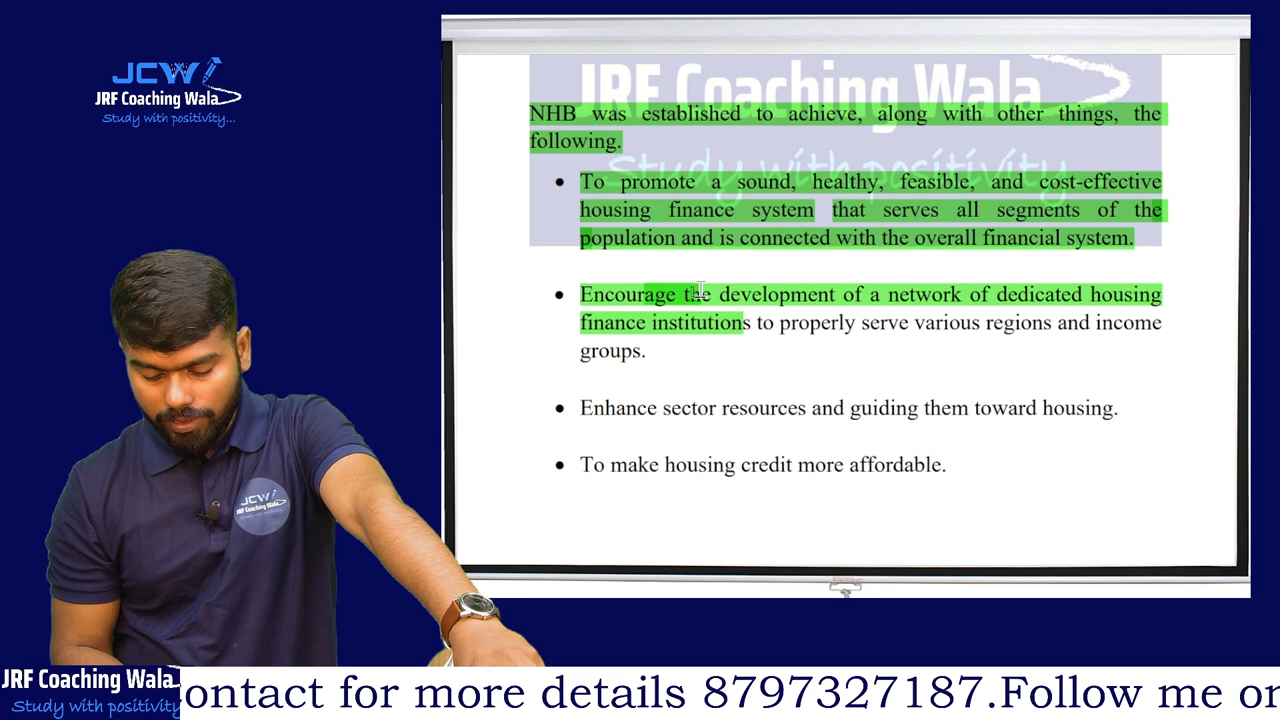 JCW
JRF Coaching Wala
Study with positivity...
JRF Coaching Wala
Study with positivity
NHB was established to achieve, along with other things, the
following.
• To promote a sound, healthy, feasible, and cost-effective
housing finance system that serves all segments of the
population and is connected with the overall financial system.
• Encourage the development of a network of dedicated housing
finance institutions to properly serve various regions and income
groups.
• Enhance sector resources and guiding them toward housing.
• To make housing credit more affordable.
JCW
JRF Coaching Wala
JRF Coaching Wala
Study with positivity
ontact for more details 8797327187.Follow me on